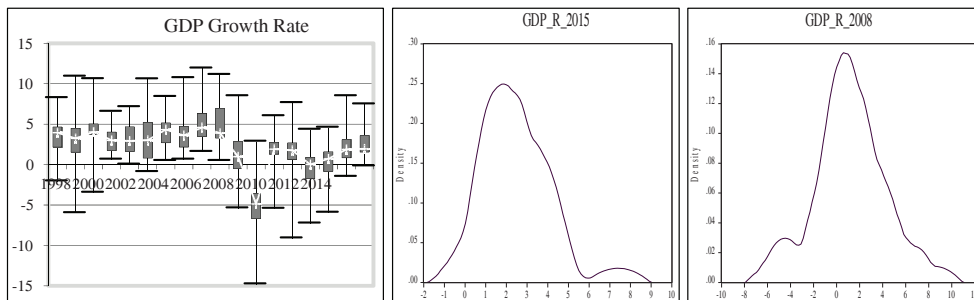 GDP Growth Rate
15
10
5
0
-5
-10
-15
1998 2000 2002 2004 2006 2008 2010 2012 2014
GDP_R_2015
.30
.25
.20
.15
.10
.05
.00
Density
-2 -1 0 1 2 3 4 5 6 7 8 9 10
GDP_R_2008
.16
.14
.12
.10
.08
.06
.04
.02
.00
Density
-10 -8 -6 -4 -2 0 2 4 6 8 10 12